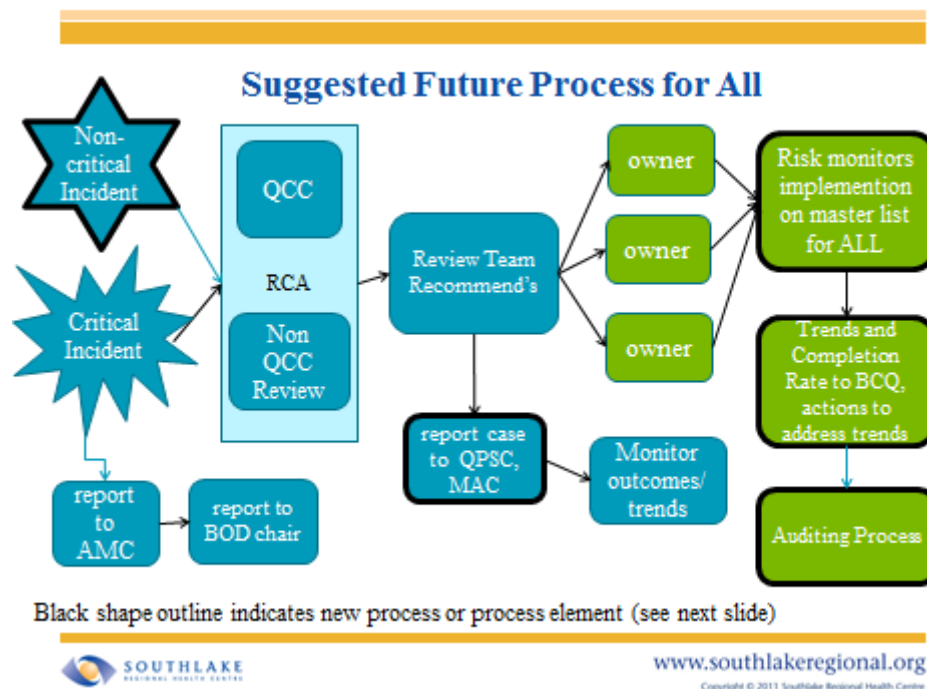 Suggested Future Process for All
Non-
critical
Incident
Critical
Incident
report
to
AMC
report to
BOD chair
QCC
RCA
Non
QCC
Review
Review Team
Recommend's
report case
to QPSC,
MAC
Monitor
outcomes/
trends
owner
owner
owner
Risk monitors
implemention
on master list
for ALL
Trends and
Completion
Rate to BCQ,
actions to
address trends
Auditing Process
Black shape outline indicates new process or process element (see next slide)
SOUTHLAKE
REGIONAL HEALTH CENTRE
www.southlakeregional.org
Copyright © 2011 Southlake Regional Health Centre